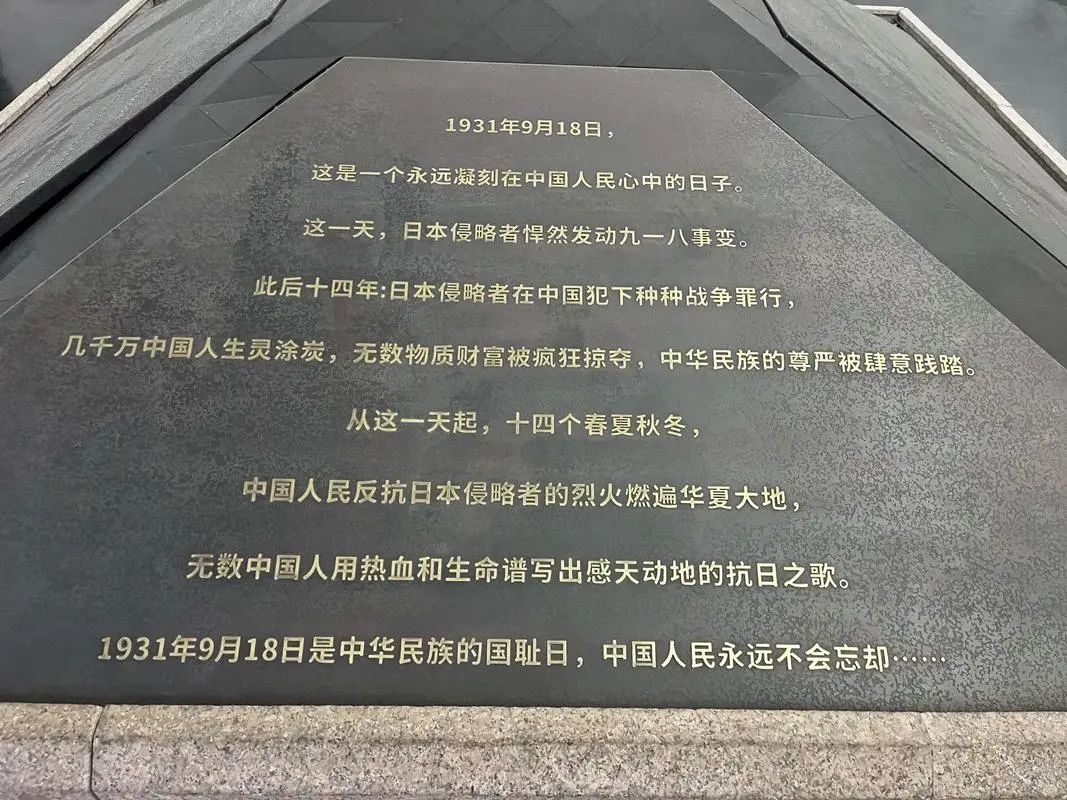 1931年9月18日，
这是一个永远凝刻在中国人民心中的日子。
这一天，日本侵略者悍然发动九一八事变。
此后十四年:日本侵略者在中国犯下种种战争罪行，
几千万中国人生灵涂炭，无数物质财富被疯狂掠夺，中华民族的尊严被肆意践踏。
从这一天起，十四个春夏秋冬，
中国人民反抗日本侵略者的烈火燃遍华夏大地，
无数中国人用热血和生命谱写出感天动地的抗日之歌。
1931年9月18日是中华民族的国耻日，中国人民永远不会忘却……